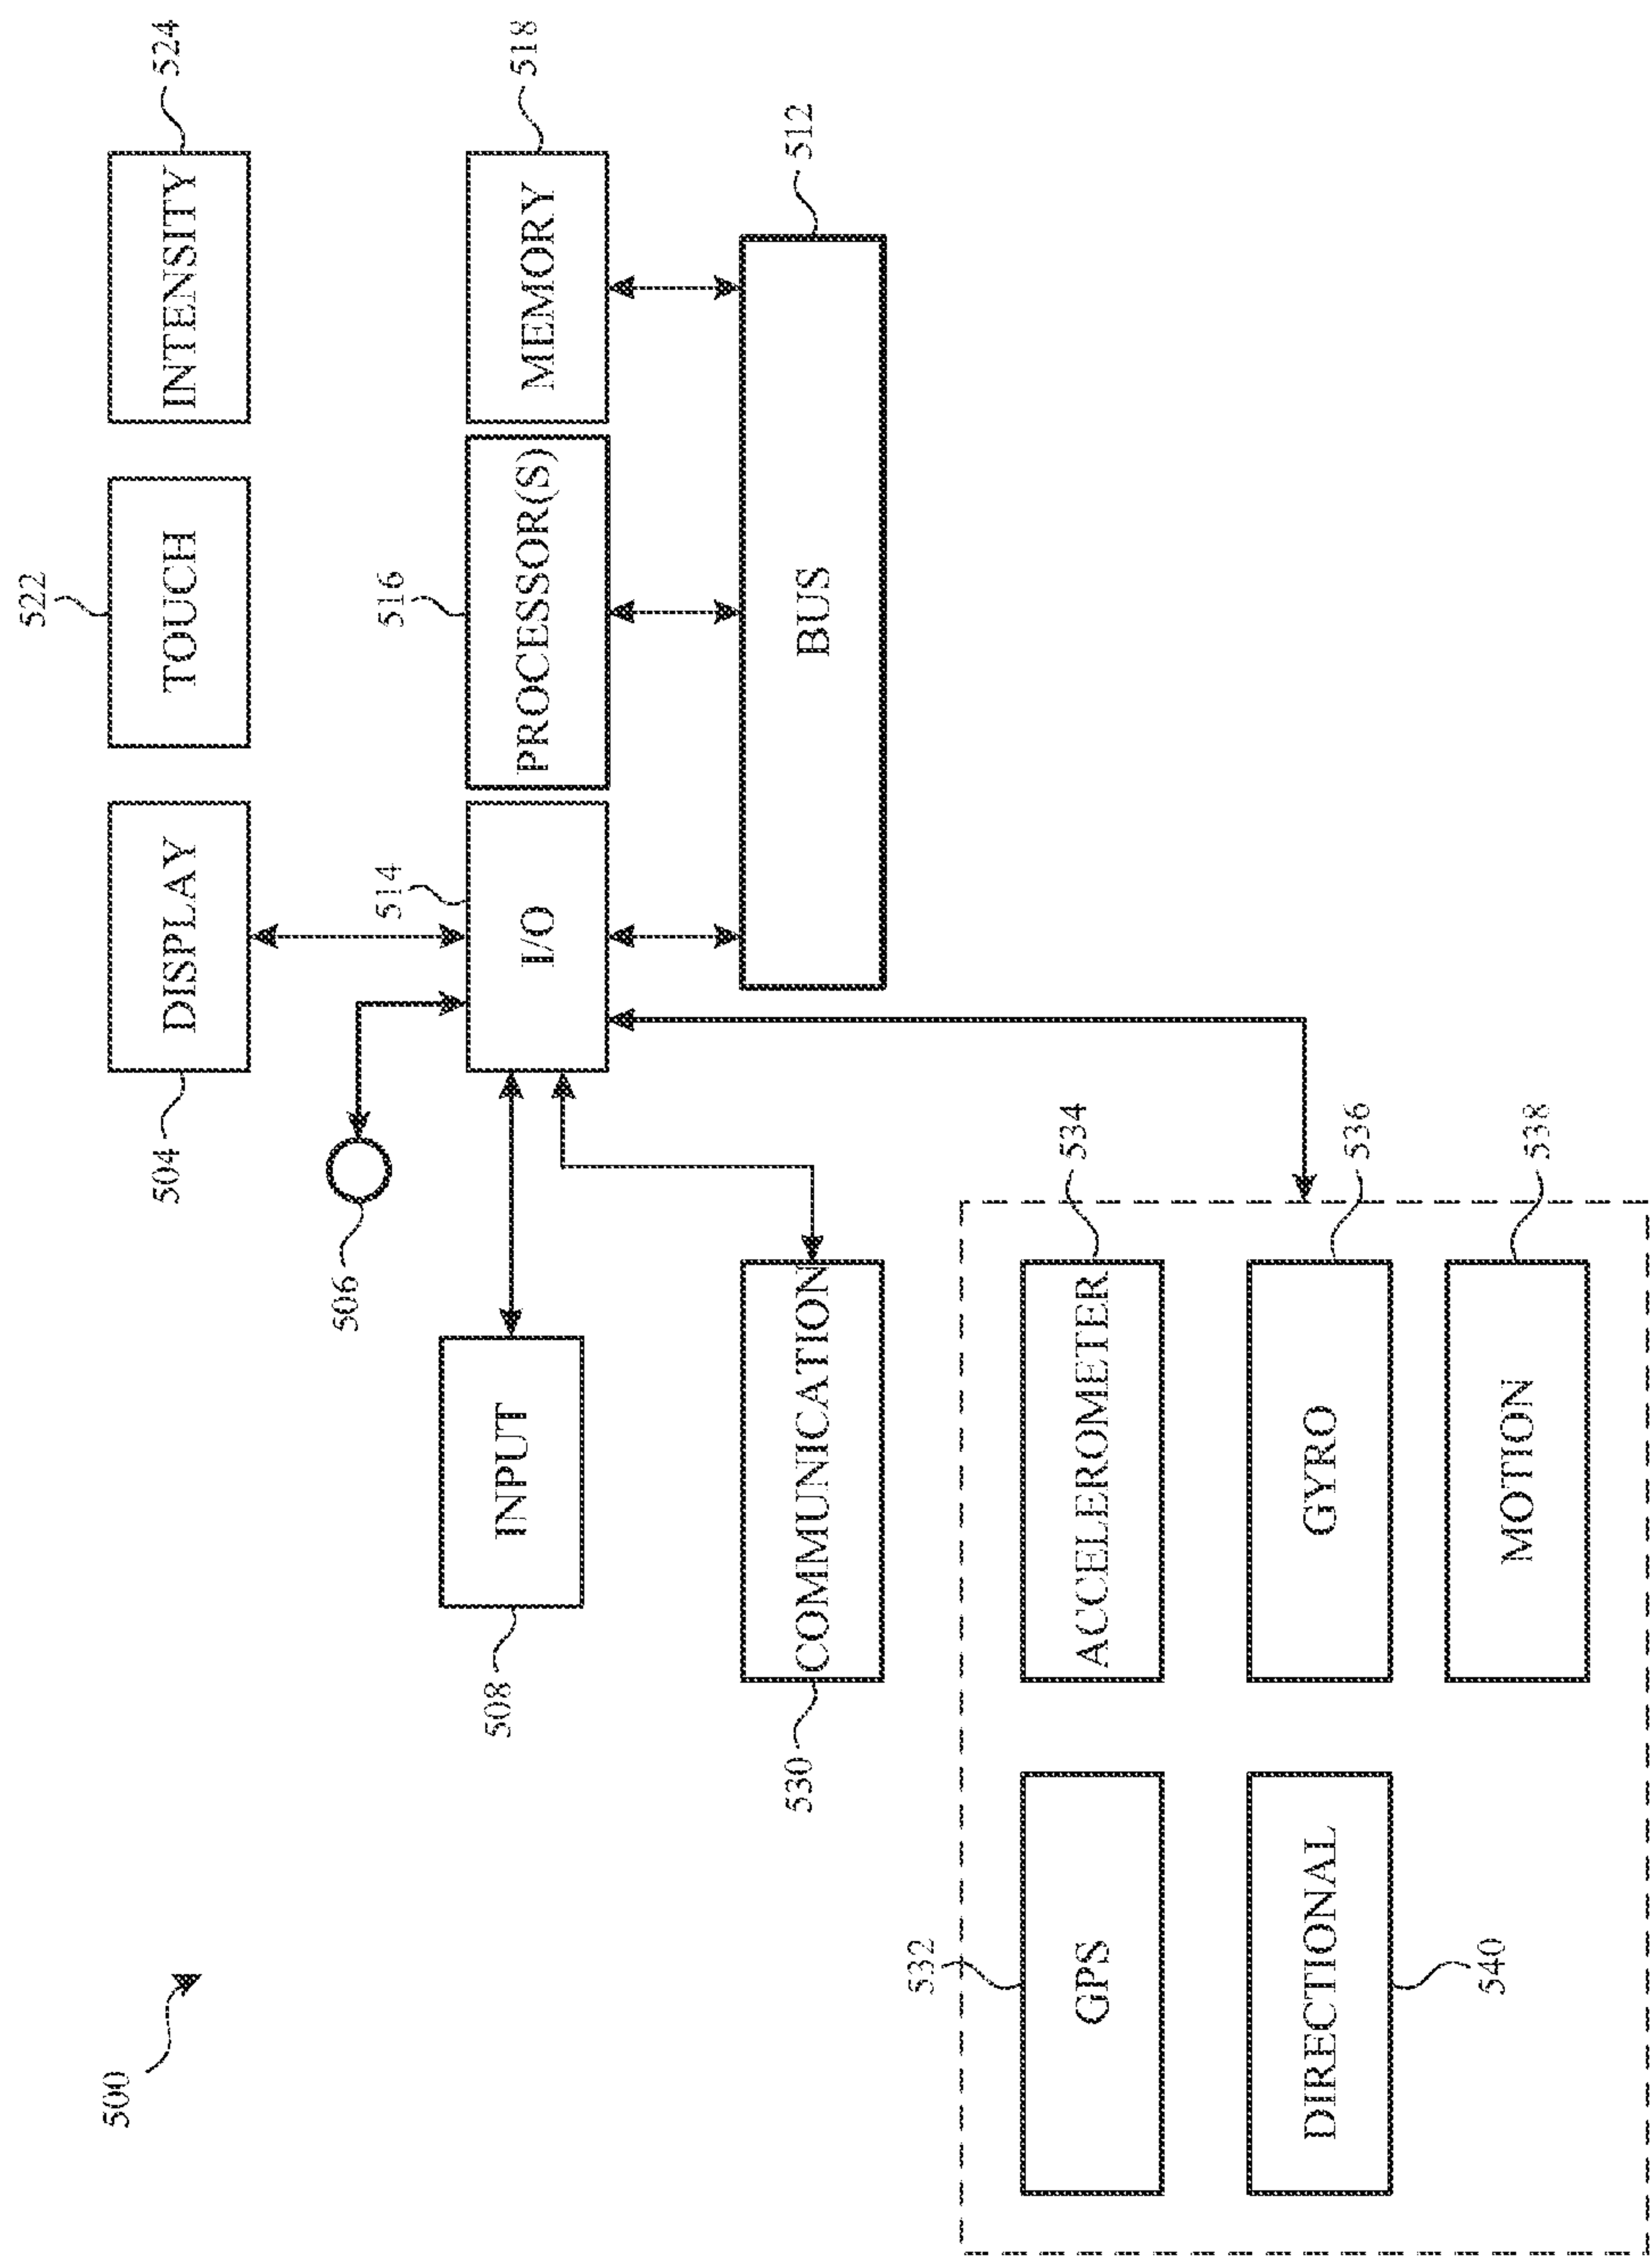 500
522
504
DISPLAY
TOUCH
INTENSITY
524
506
514
516
508
INPUT
I/O
PROCESSOR(S)
MEMORY
518
530
COMMUNICATION
BUS
512
532
GPS
ACCELEROMETER
534
DIRECTIONAL
GYRO
536
540
MOTION
538